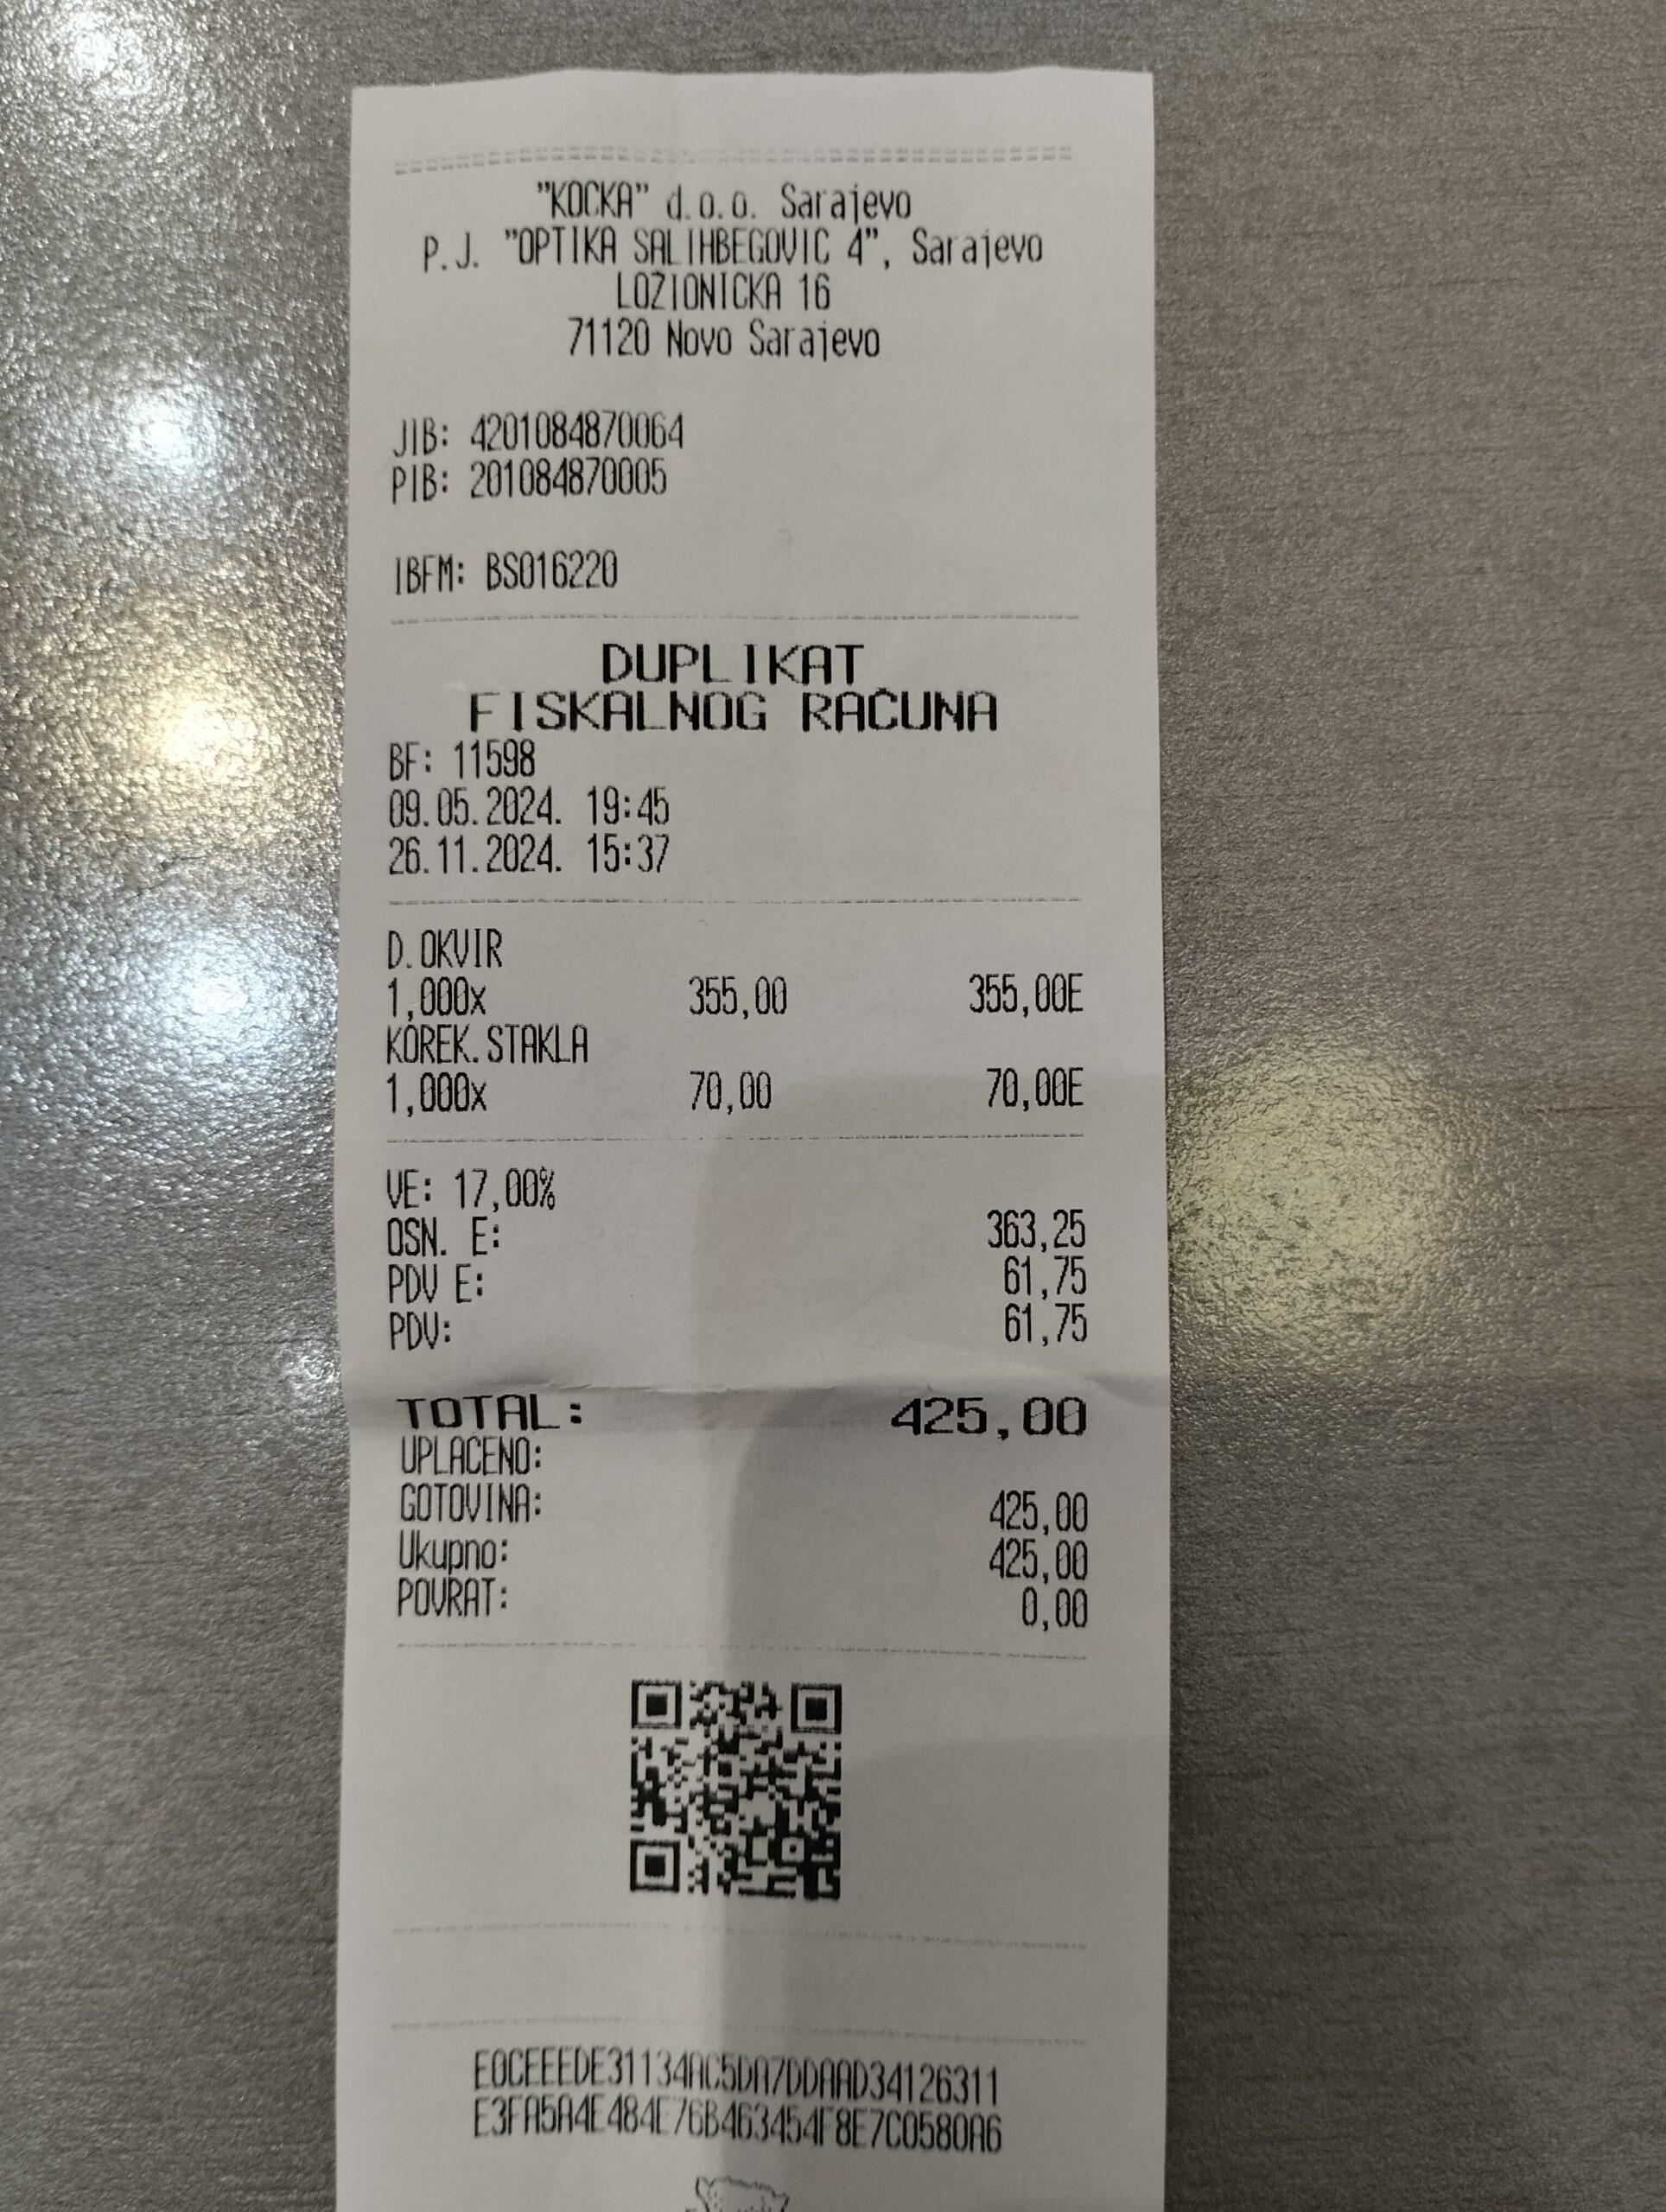 "KOCKA" d.o.o. Sarajevo
P.J. "OPTIKA SALIHBEGOVIC 4", Sarajevo
LOŽIONICKA 16
71120 Novo Sarajevo
JIB: 4201084870064
PIB: 201084870005
IBFM: BS016220
DUPLIKAT
FISKALNOG RAČUNA
BF: 11598
09.05.2024. 19:45
26.11.2024. 15:37
D.OKVIR
1,000x 355,00 355,00E
KOREK.STAKLA
1,000x 70,00 70,00E
VE: 17,00%
OSN. E: 363,25
PDV E: 61,75
PDV: 61,75
TOTAL: 425,00
UPLAĆENO:
GOTOVINA: 425,00
Ukupno: 425,00
POVRAT: 0,00
E0CEEEDE31134AC5DA7DDAAD34126311
E3FA5A4E484E76B463454F8E7C0580A6